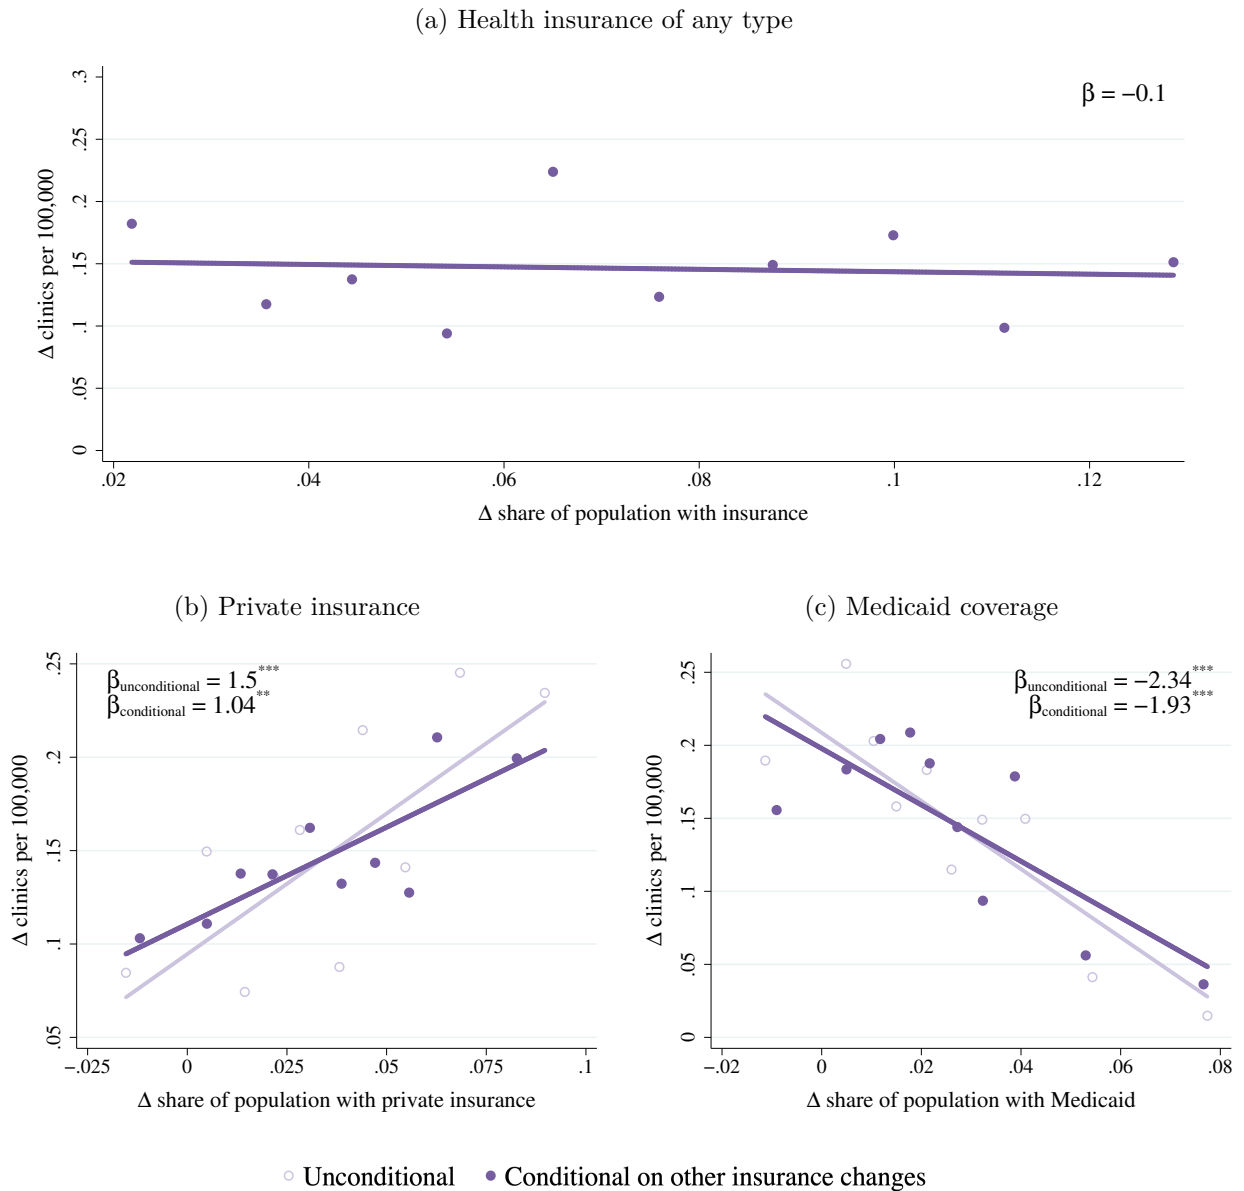 (a) Health insurance of any type
β = −0.1
Δ clinics per 100,000
0
.05
.1
.15
.2
.25
.3
.02
.04
.06
.08
.1
.12
Δ share of population with insurance
(b) Private insurance
βunconditional = 1.5***
βconditional = 1.04**
Δ clinics per 100,000
.05
.1
.15
.2
.25
−.025
0
.025
.05
.075
.1
Δ share of population with private insurance
(c) Medicaid coverage
βunconditional = −2.34***
βconditional = −1.93***
Δ clinics per 100,000
0
.05
.1
.15
.2
.25
−.02
0
.02
.04
.06
.08
Δ share of population with Medicaid
Unconditional
Conditional on other insurance changes